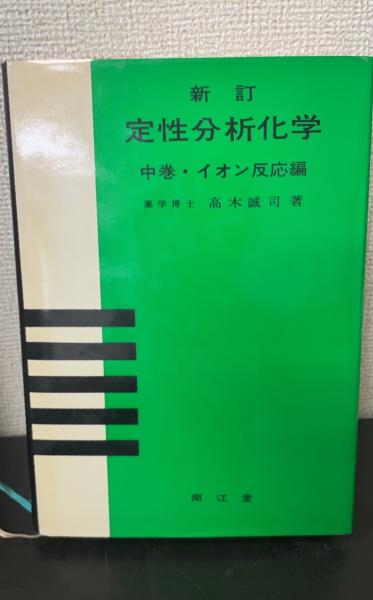 新訂
定性分析化学
中巻・イオン反応編
薬学博士 高木誠司著
南江堂